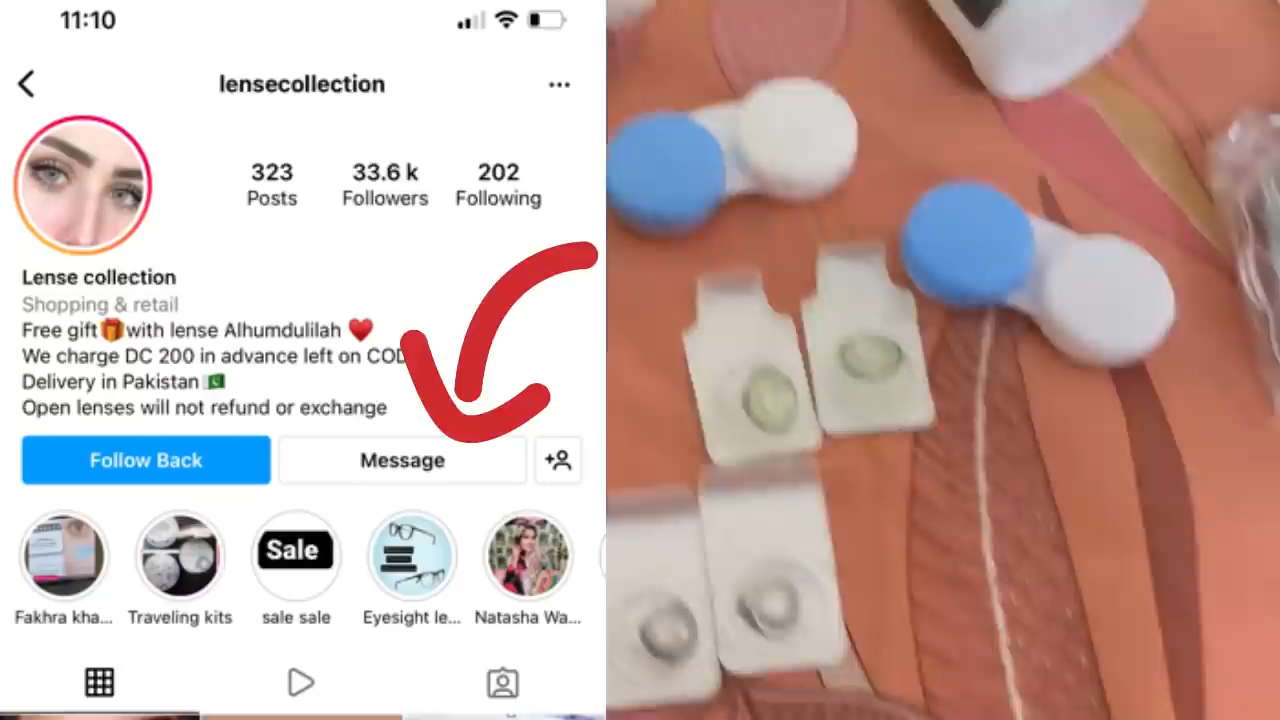 11:10
lensecollection
323 33.6 k 202
Posts Followers Following
Lense collection
Shopping & retail
Free gift🎁with lense Alhumdulilah ♥️
We charge DC 200 in advance left on COD
Delivery in Pakistan 🇵🇰
Open lenses will not refund or exchange
Follow Back Message
Sale
Fakhra kha... Traveling kits sale sale Eyesight le... Natasha Wa...